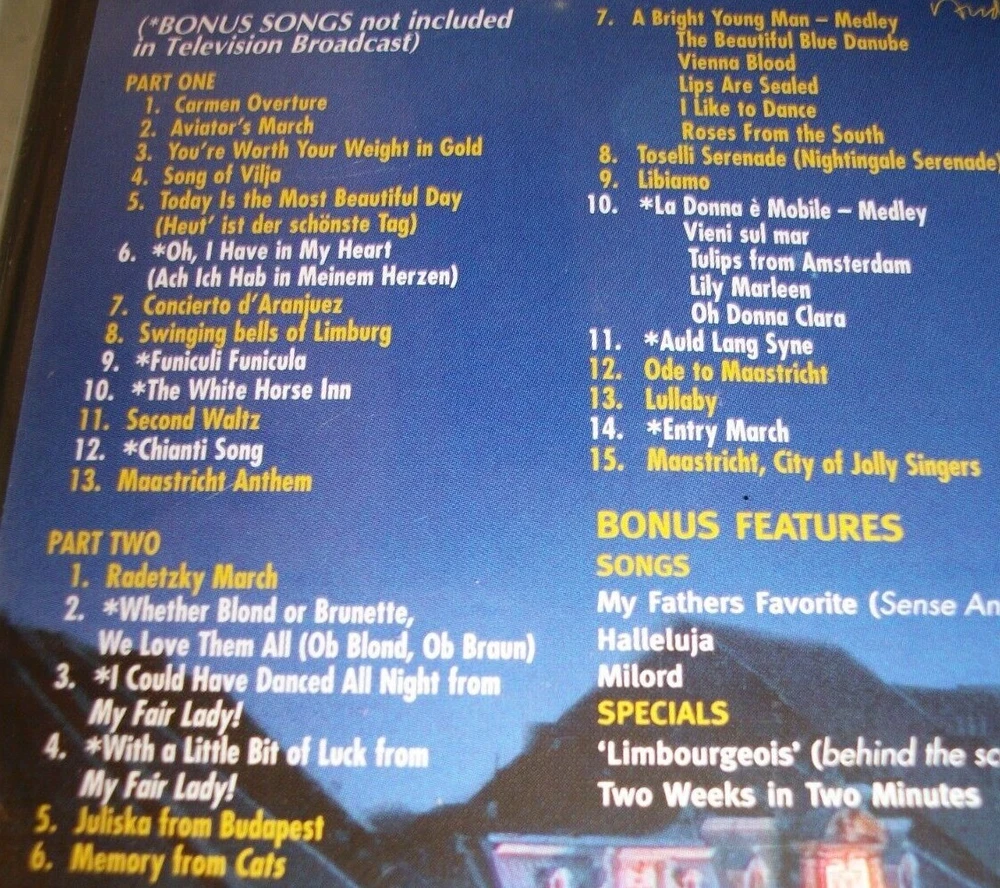 (*BONUS SONGS not included
in Television Broadcast)
PART ONE
1. Carmen Overture
2. Aviator's March
3. You're Worth Your Weight in Gold
4. Song of Vilja
5. Today Is the Most Beautiful Day
(Heut' ist der schönste Tag)
6. *Oh, I Have in My Heart
(Ach Ich Hab in Meinem Herzen)
7. Concierto d'Aranjuez
8. Swinging bells of Limburg
9. *Funiculi Funicula
10. *The White Horse Inn
11. Second Waltz
12. *Chianti Song
13. Maastricht Anthem
PART TWO
1. Radetzky March
2. *Whether Blond or Brunette,
We Love Them All (Ob Blond, Ob Braun)
3. *I Could Have Danced All Night from
My Fair Lady!
4. *With a Little Bit of Luck from
My Fair Lady!
5. Juliska from Budapest
6. Memory from Cats
7. A Bright Young Man – Medley
The Beautiful Blue Danube
Vienna Blood
Lips Are Sealed
I Like to Dance
Roses From the South
8. Toselli Serenade (Nightingale Serenade)
9. Libiamo
10. *La Donna è Mobile – Medley
Vieni sul mar
Tulips from Amsterdam
Lily Marleen
Oh Donna Clara
11. *Auld Lang Syne
12. Ode to Maastricht
13. Lullaby
14. *Entry March
15. Maastricht, City of Jolly Singers
BONUS FEATURES
SONGS
My Fathers Favorite (Sense An
Halleluja
Milord
SPECIALS
'Limbourgeois' (behind the sc
Two Weeks in Two Minutes